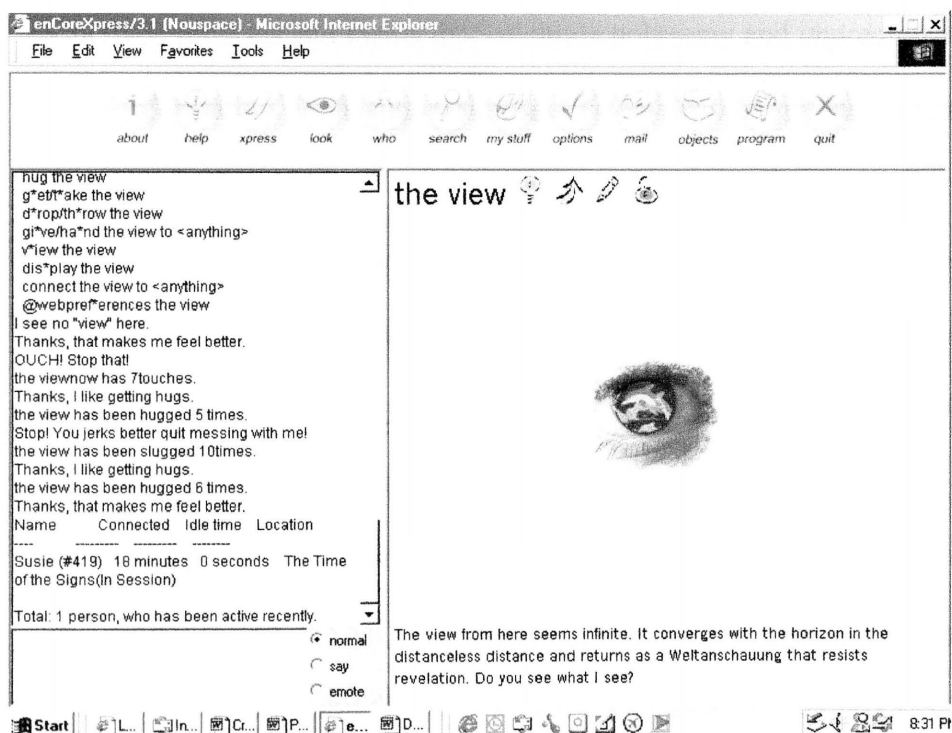 enCoreXpress/3.1 (Nouspace) - Microsoft Internet Explorer
File Edit View Favorites Tools Help
about help xpress look who search my stuff options mail objects program quit
hug the view
g*et/t*ake the view
d*rop/th*row the view
gi*ve/ha*nd the view to <anything>
v*iew the view
dis*play the view
connect the view to <anything>
@webpref*erences the view
I see no "view" here.
Thanks, that makes me feel better.
OUCH! Stop that!
the viewnow has 7touches.
Thanks, I like getting hugs.
the view has been hugged 5 times.
Stop! You jerks better quit messing with me!
the view has been slugged 10times.
Thanks, I like getting hugs.
the view has been hugged 6 times.
Thanks, that makes me feel better.
Name Connected Idle time Location
---- --------- --------- --------
Susie (#419) 18 minutes 0 seconds The Time
of the Signs(In Session)
Total: 1 person, who has been active recently.
normal
say
emote
the view
The view from here seems infinite. It converges with the horizon in the
distanceless distance and returns as a Weltanschauung that resists
revelation. Do you see what I see?
Start L... In... Cr... P... e... D... 8:31 PM